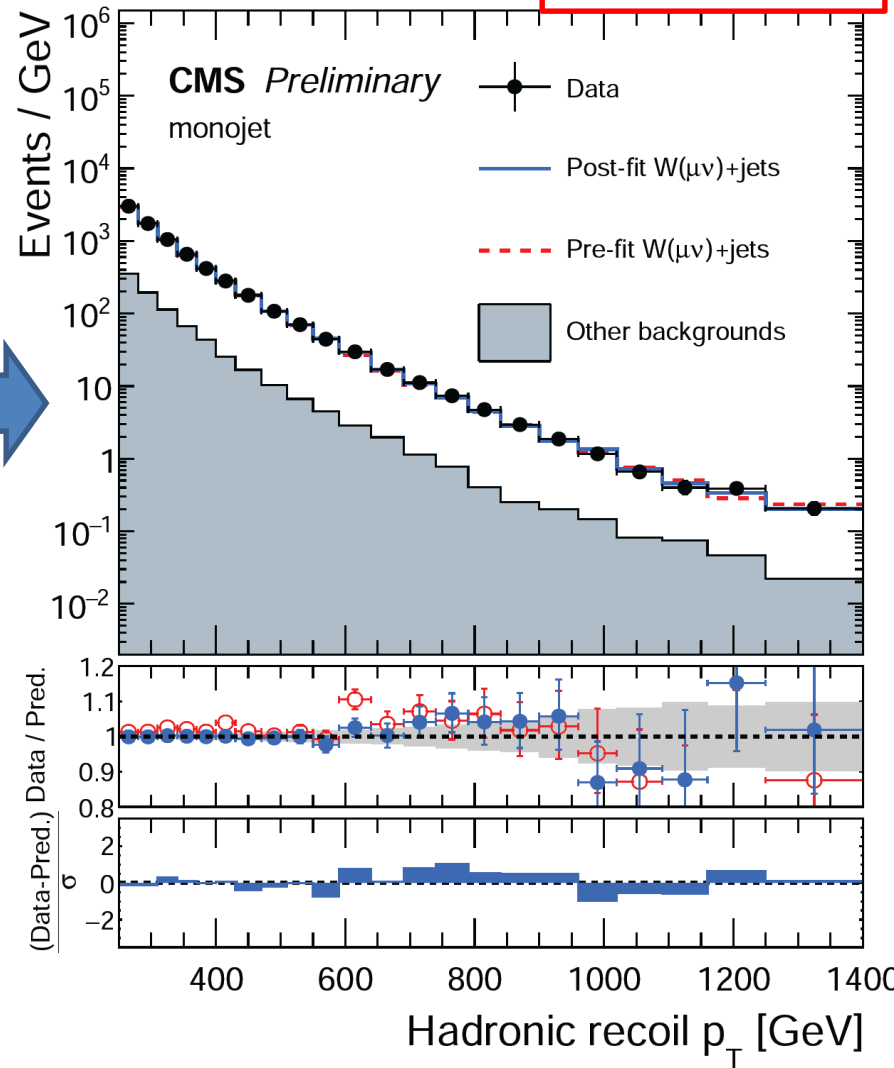 10⁶
10⁵
10⁴
10³
10²
10
1
10⁻¹
10⁻²
Events / GeV
CMS Preliminary
monojet
Data
Post-fit W(μν)+jets
Pre-fit W(μν)+jets
Other backgrounds
1.2
1.1
1
0.9
0.8
Data / Pred.
2
0
−2
(Data-Pred.)
σ
400 600 800 1000 1200 1400
Hadronic recoil p_T [GeV]